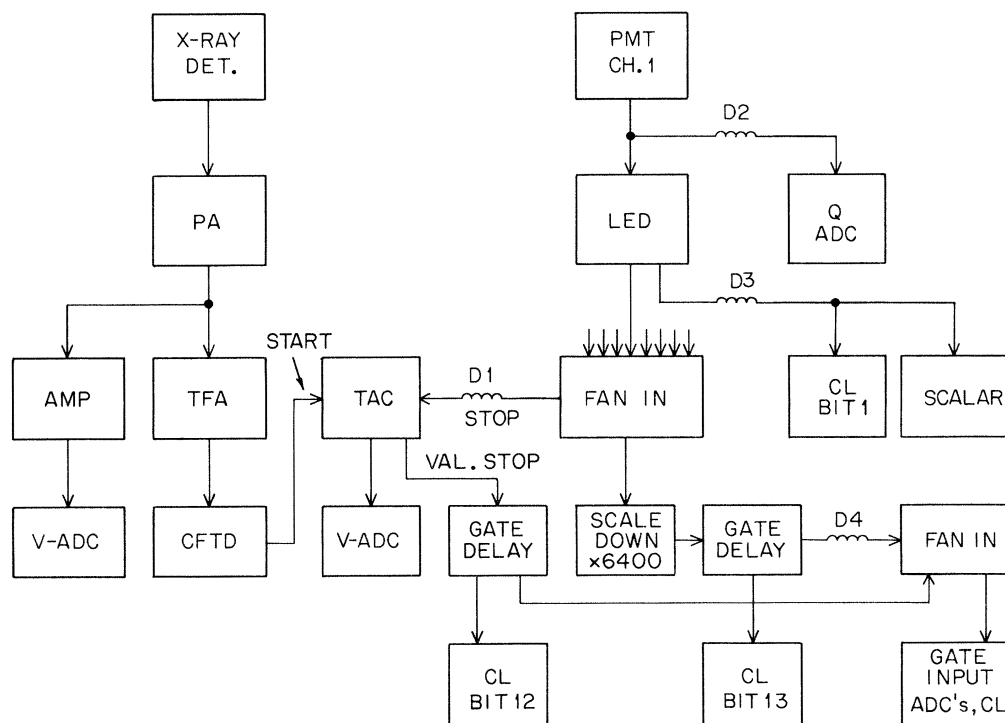 X-RAY
DET.
PMT
CH.1
D2
PA
LED
Q
ADC
D3
START
AMP
TFA
TAC
D1
STOP
FAN IN
CL
BIT1
SCALAR
VAL. STOP
V-ADC
CFTD
V-ADC
GATE
DELAY
SCALE
DOWN
×6400
GATE
DELAY
D4
FAN IN
CL
BIT12
CL
BIT13
GATE
INPUT
ADC's, CL